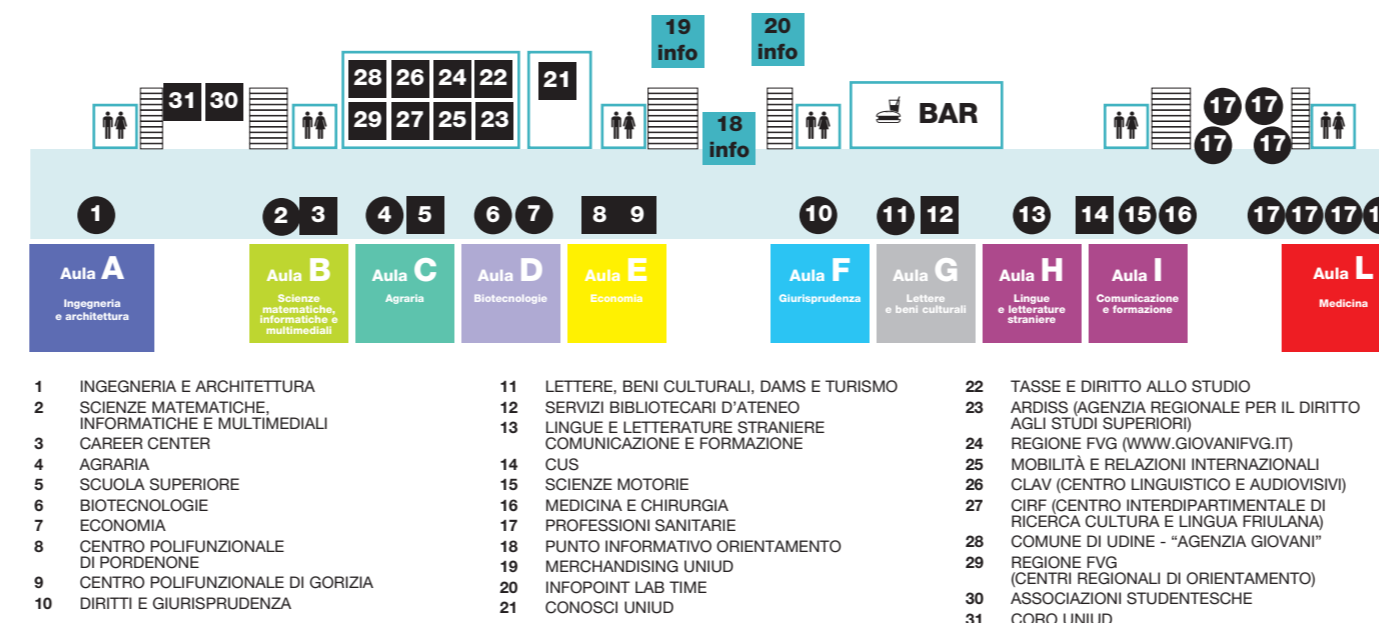 19
info
20
info
28 26 24 22
21
31 30
29 27 25 23
BAR
18
info
17 17
17 17
1 2 3 4 5 6 7 8 9 10 11 12 13 14 15 16 17 17 17
Aula A
Ingegneria
e architettura
Aula B
Scienze
matematiche,
informatiche e
multimediali
Aula C
Agraria
Aula D
Biotecnologie
Aula E
Economia
Aula F
Giurisprudenza
Aula G
Lettere
e beni culturali
Aula H
Lingue
e letterature
straniere
Aula I
Comunicazione
e formazione
Aula L
Medicina
1 INGEGNERIA E ARCHITETTURA
2 SCIENZE MATEMATICHE,
INFORMATICHE E MULTIMEDIALI
3 CAREER CENTER
4 AGRARIA
5 SCUOLA SUPERIORE
6 BIOTECNOLOGIE
7 ECONOMIA
8 CENTRO POLIFUNZIONALE
DI PORDENONE
9 CENTRO POLIFUNZIONALE DI GORIZIA
10 DIRITTI E GIURISPRUDENZA
11 LETTERE, BENI CULTURALI, DAMS E TURISMO
12 SERVIZI BIBLIOTECARI D'ATENEO
13 LINGUE E LETTERATURE STRANIERE
COMUNICAZIONE E FORMAZIONE
14 CUS
15 SCIENZE MOTORIE
16 MEDICINA E CHIRURGIA
17 PROFESSIONI SANITARIE
18 PUNTO INFORMATIVO ORIENTAMENTO
19 MERCHANDISING UNIUD
20 INFOPOINT LAB TIME
21 CONOSCI UNIUD
22 TASSE E DIRITTO ALLO STUDIO
23 ARDISS (AGENZIA REGIONALE PER IL DIRITTO
AGLI STUDI SUPERIORI)
24 REGIONE FVG (WWW.GIOVANIFVG.IT)
25 MOBILITÀ E RELAZIONI INTERNAZIONALI
26 CLAV (CENTRO LINGUISTICO E AUDIOVISIVI)
27 CIRF (CENTRO INTERDIPARTIMENTALE DI
RICERCA CULTURA E LINGUA FRIULANA)
28 COMUNE DI UDINE - "AGENZIA GIOVANI"
29 REGIONE FVG
(CENTRI REGIONALI DI ORIENTAMENTO)
30 ASSOCIAZIONI STUDENTESCHE
31 CORO UNIUD